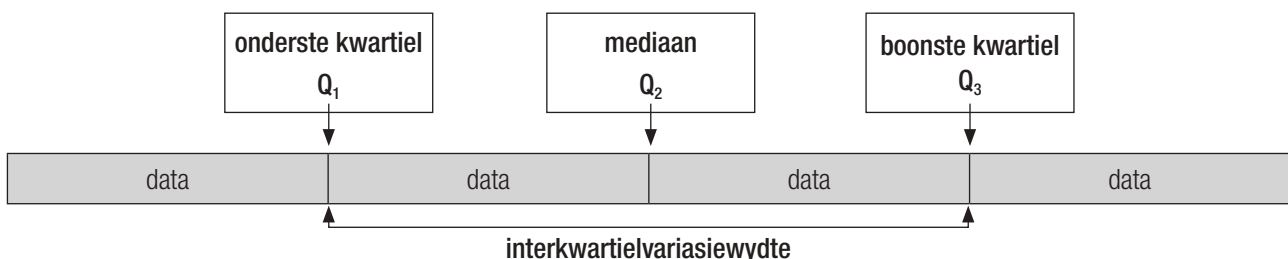 onderste kwartiel
Q₁
mediaan
Q₂
boonste kwartiel
Q₃
data
data
data
data
interkwartielvariasiewydte